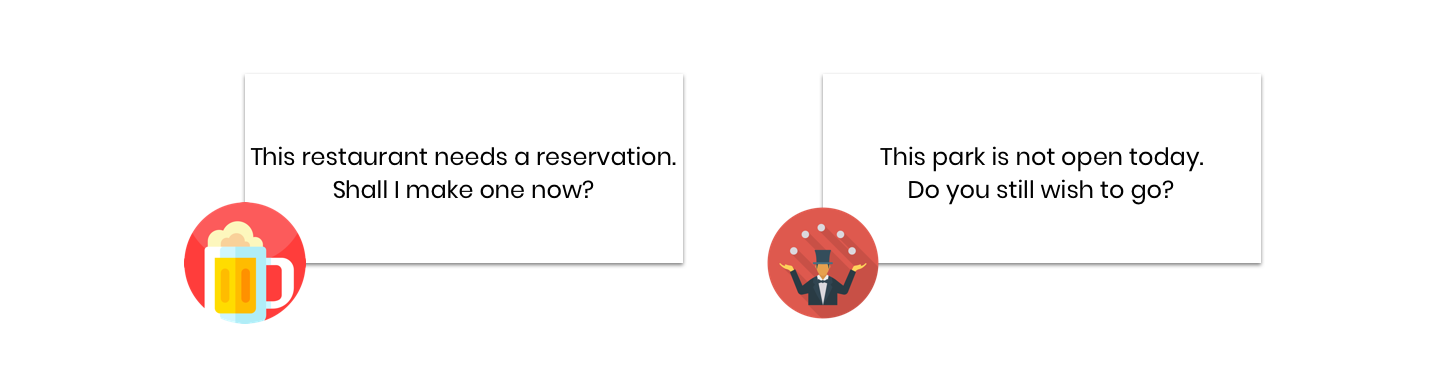 This restaurant needs a reservation.
Shall I make one now?
This park is not open today.
Do you still wish to go?